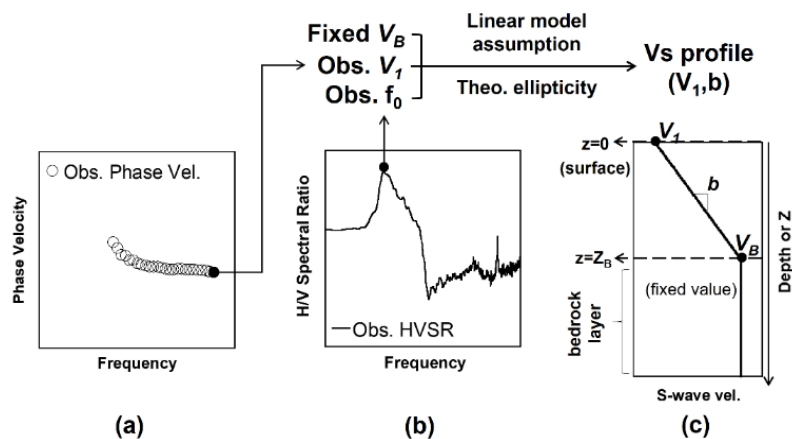 Fixed V_B
Obs. V_1
Obs. f_0
Linear model
assumption
Theo. ellipticity
Vs profile
(V_1,b)
Obs. Phase Vel.
Phase Velocity
Frequency
(a)
H/V Spectral Ratio
Obs. HVSR
Frequency
(b)
z=0
(surface)
V_1
b
V_B
z=Z_B
(fixed value)
bedrock
layer
Depth or Z
S-wave vel.
(c)